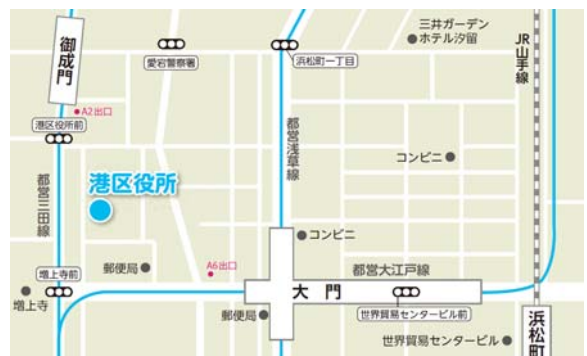 三井ガーデン
ホテル汐留
JR山手線
御成門
愛宕警察署
浜松町一丁目
A2出口
港区役所前
都営浅草線
コンビニ
都営三田線
港区役所
コンビニ
郵便局
A6出口
都営大江戸線
増上寺前
増上寺
大門
郵便局
世界貿易センタービル前
世界貿易センタービル
浜松町